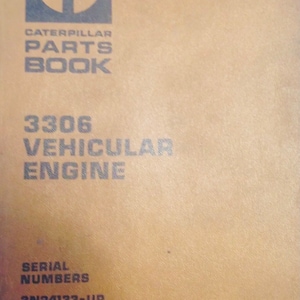 CATERPILLAR
PARTS
BOOK
3306
VEHICULAR
ENGINE
SERIAL
NUMBERS